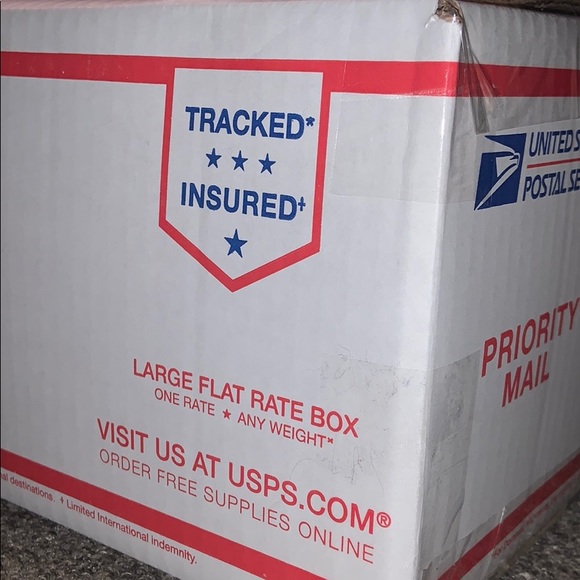 TRACKED*
INSURED‡
LARGE FLAT RATE BOX
ONE RATE ★ ANY WEIGHT*
VISIT US AT USPS.COM®
ORDER FREE SUPPLIES ONLINE
destinations. ‡ Limited International indemnity.
UNITED S
POSTAL SE
PRIORITY
MAIL